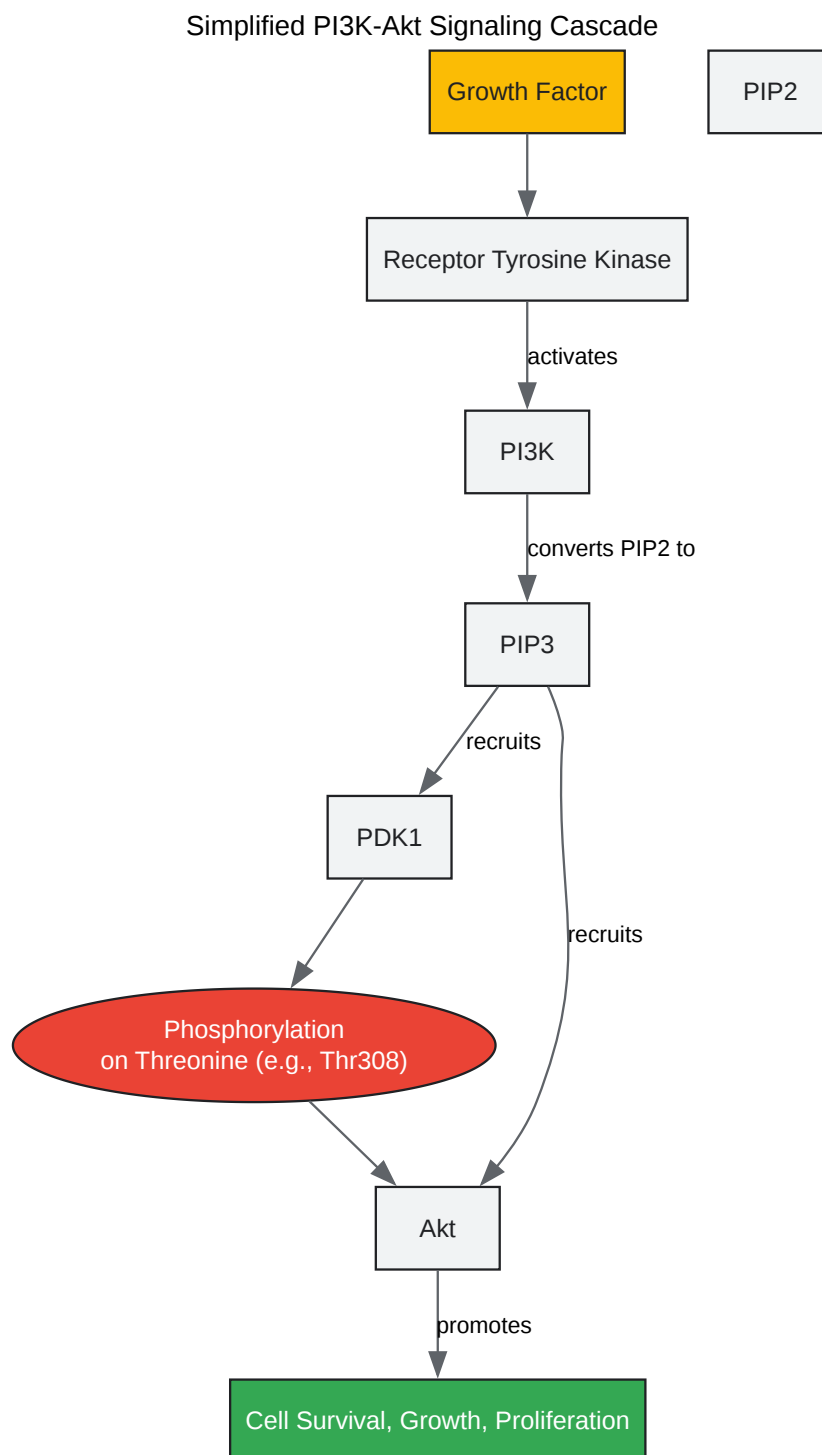 Simplified PI3K-Akt Signaling Cascade
Growth Factor
PIP2
Receptor Tyrosine Kinase
activates
PI3K
converts PIP2 to
PIP3
recruits
PDK1
recruits
Phosphorylation
on Threonine (e.g., Thr308)
Akt
promotes
Cell Survival, Growth, Proliferation